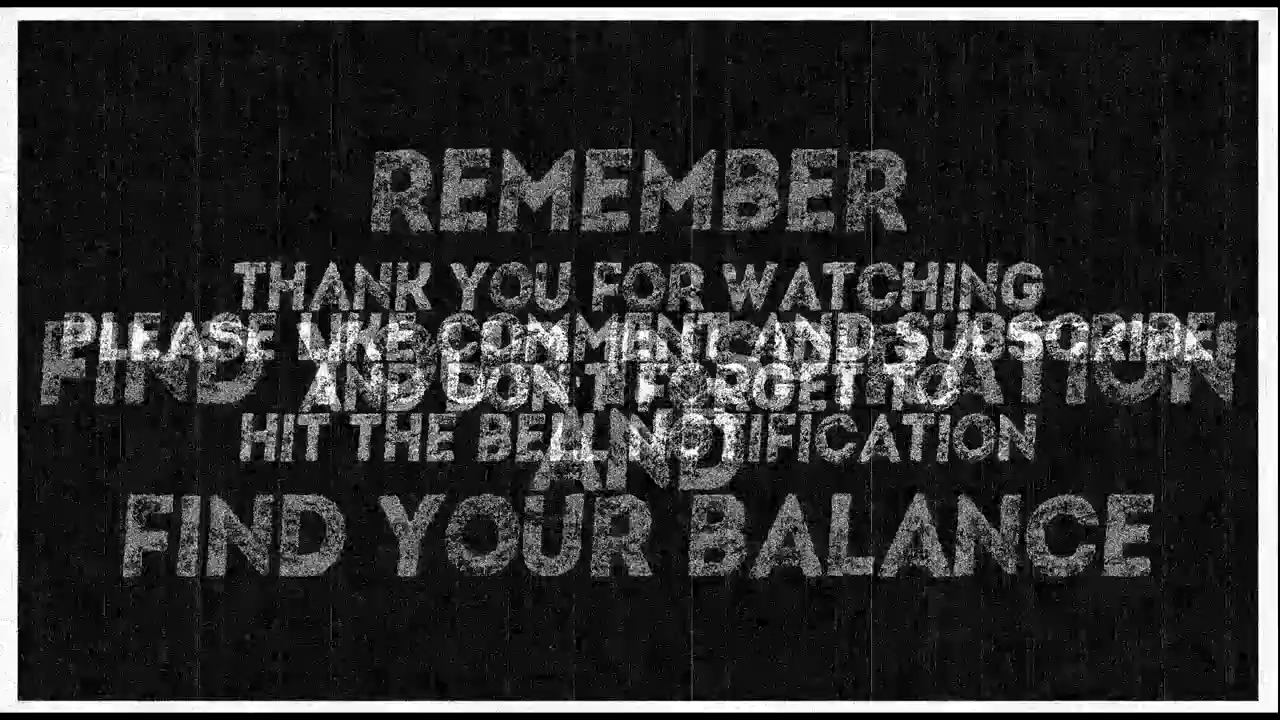 REMEMBER
THANK YOU FOR WATCHING
PLEASE LIKE COMMENT AND SUBSCRIBE
FIND
AND DON'T FORGET TO
HIT THE BELL NOTIFICATION
AND
FIND YOUR BALANCE